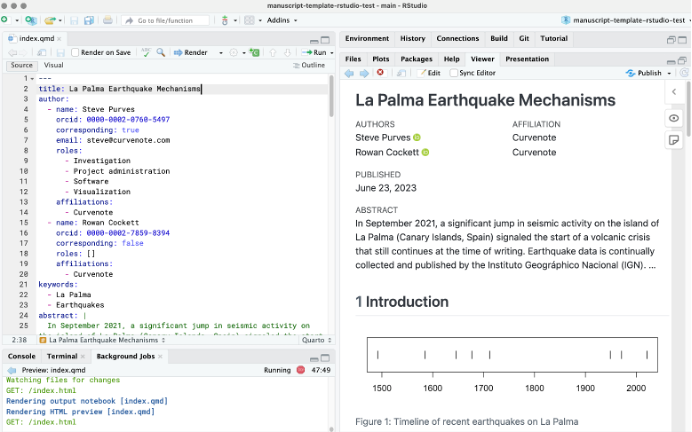 manuscript-template-rstudio-test - main - RStudio
Go to file/function
Addins
manuscript-template-rstudio-test
index.qmd
Render on Save
Render
Run
Source Visual
Outline
1 ---
2 title: La Palma Earthquake Mechanisms
3 author:
4 - name: Steve Purves
5 orcid: 0000-0002-0760-5497
6 corresponding: true
7 email: steve@curvenote.com
8 roles:
9 - Investigation
10 - Project administration
11 - Software
12 - Visualization
13 affiliations:
14 - Curvenote
15 - name: Rowan Cockett
16 orcid: 0000-0002-7859-8394
17 corresponding: false
18 roles: []
19 affiliations:
20 - Curvenote
21 keywords:
22 - La Palma
23 - Earthquakes
24 abstract: |
25 In September 2021, a significant jump in seismic activity on
2:38 La Palma Earthquake Mechanisms Quarto
Console Terminal Background Jobs
Preview: index.qmd Running 47:49
Watching files for changes
GET: /index.html
Rendering output notebook [index.qmd]
Rendering HTML preview [index.qmd]
GET: /index.html
Environment History Connections Build Git Tutorial
Files Plots Packages Help Viewer Presentation
Edit Sync Editor Publish
La Palma Earthquake Mechanisms
AUTHORS AFFILIATION
Steve Purves Curvenote
Rowan Cockett Curvenote
PUBLISHED
June 23, 2023
ABSTRACT
In September 2021, a significant jump in seismic activity on the island of
La Palma (Canary Islands, Spain) signaled the start of a volcanic crisis
that still continues at the time of writing. Earthquake data is continually
collected and published by the Instituto Geográphico Nacional (IGN). ...
1 Introduction
1500 1600 1700 1800 1900 2000
Figure 1: Timeline of recent earthquakes on La Palma